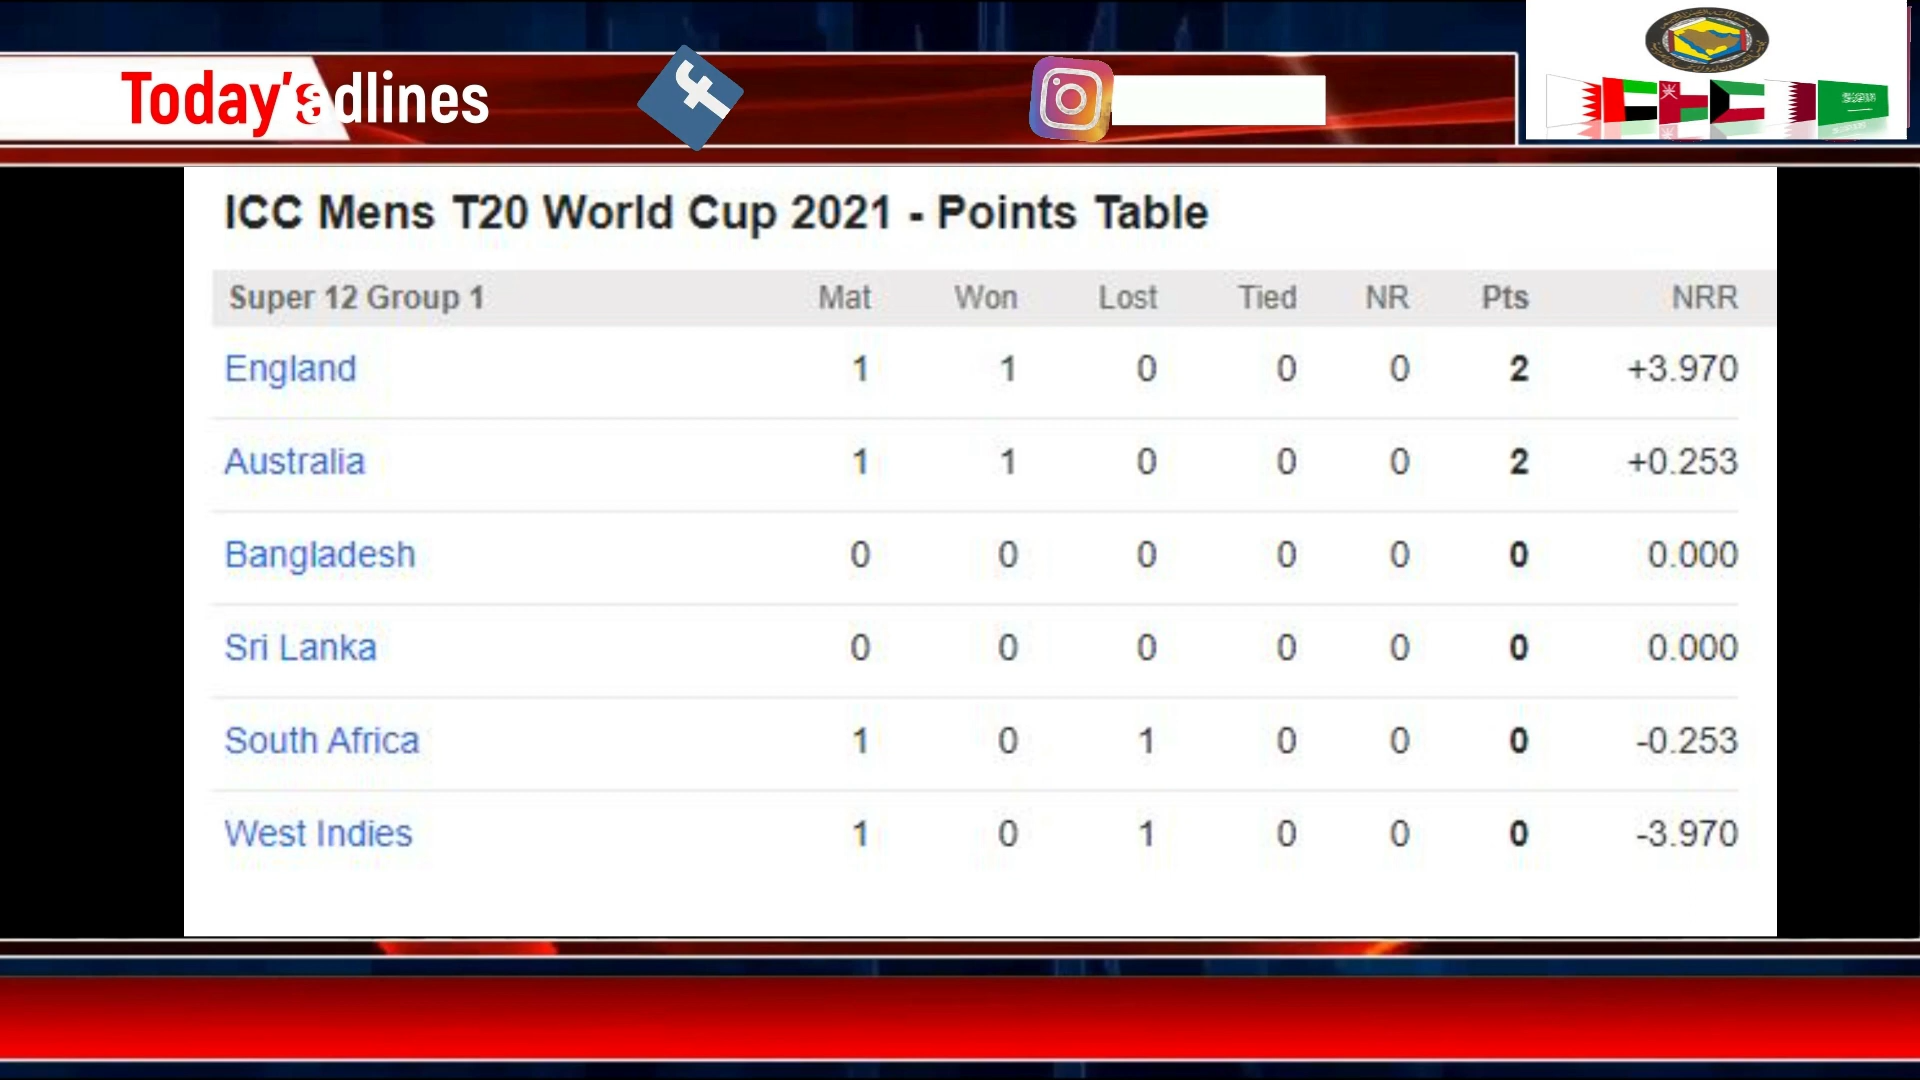 Today's adlines
ICC Mens T20 World Cup 2021 - Points Table
Super 12 Group 1 Mat Won Lost Tied NR Pts NRR
England 1 1 0 0 0 2 +3.970
Australia 1 1 0 0 0 2 +0.253
Bangladesh 0 0 0 0 0 0 0.000
Sri Lanka 0 0 0 0 0 0 0.000
South Africa 1 0 1 0 0 0 -0.253
West Indies 1 0 1 0 0 0 -3.970